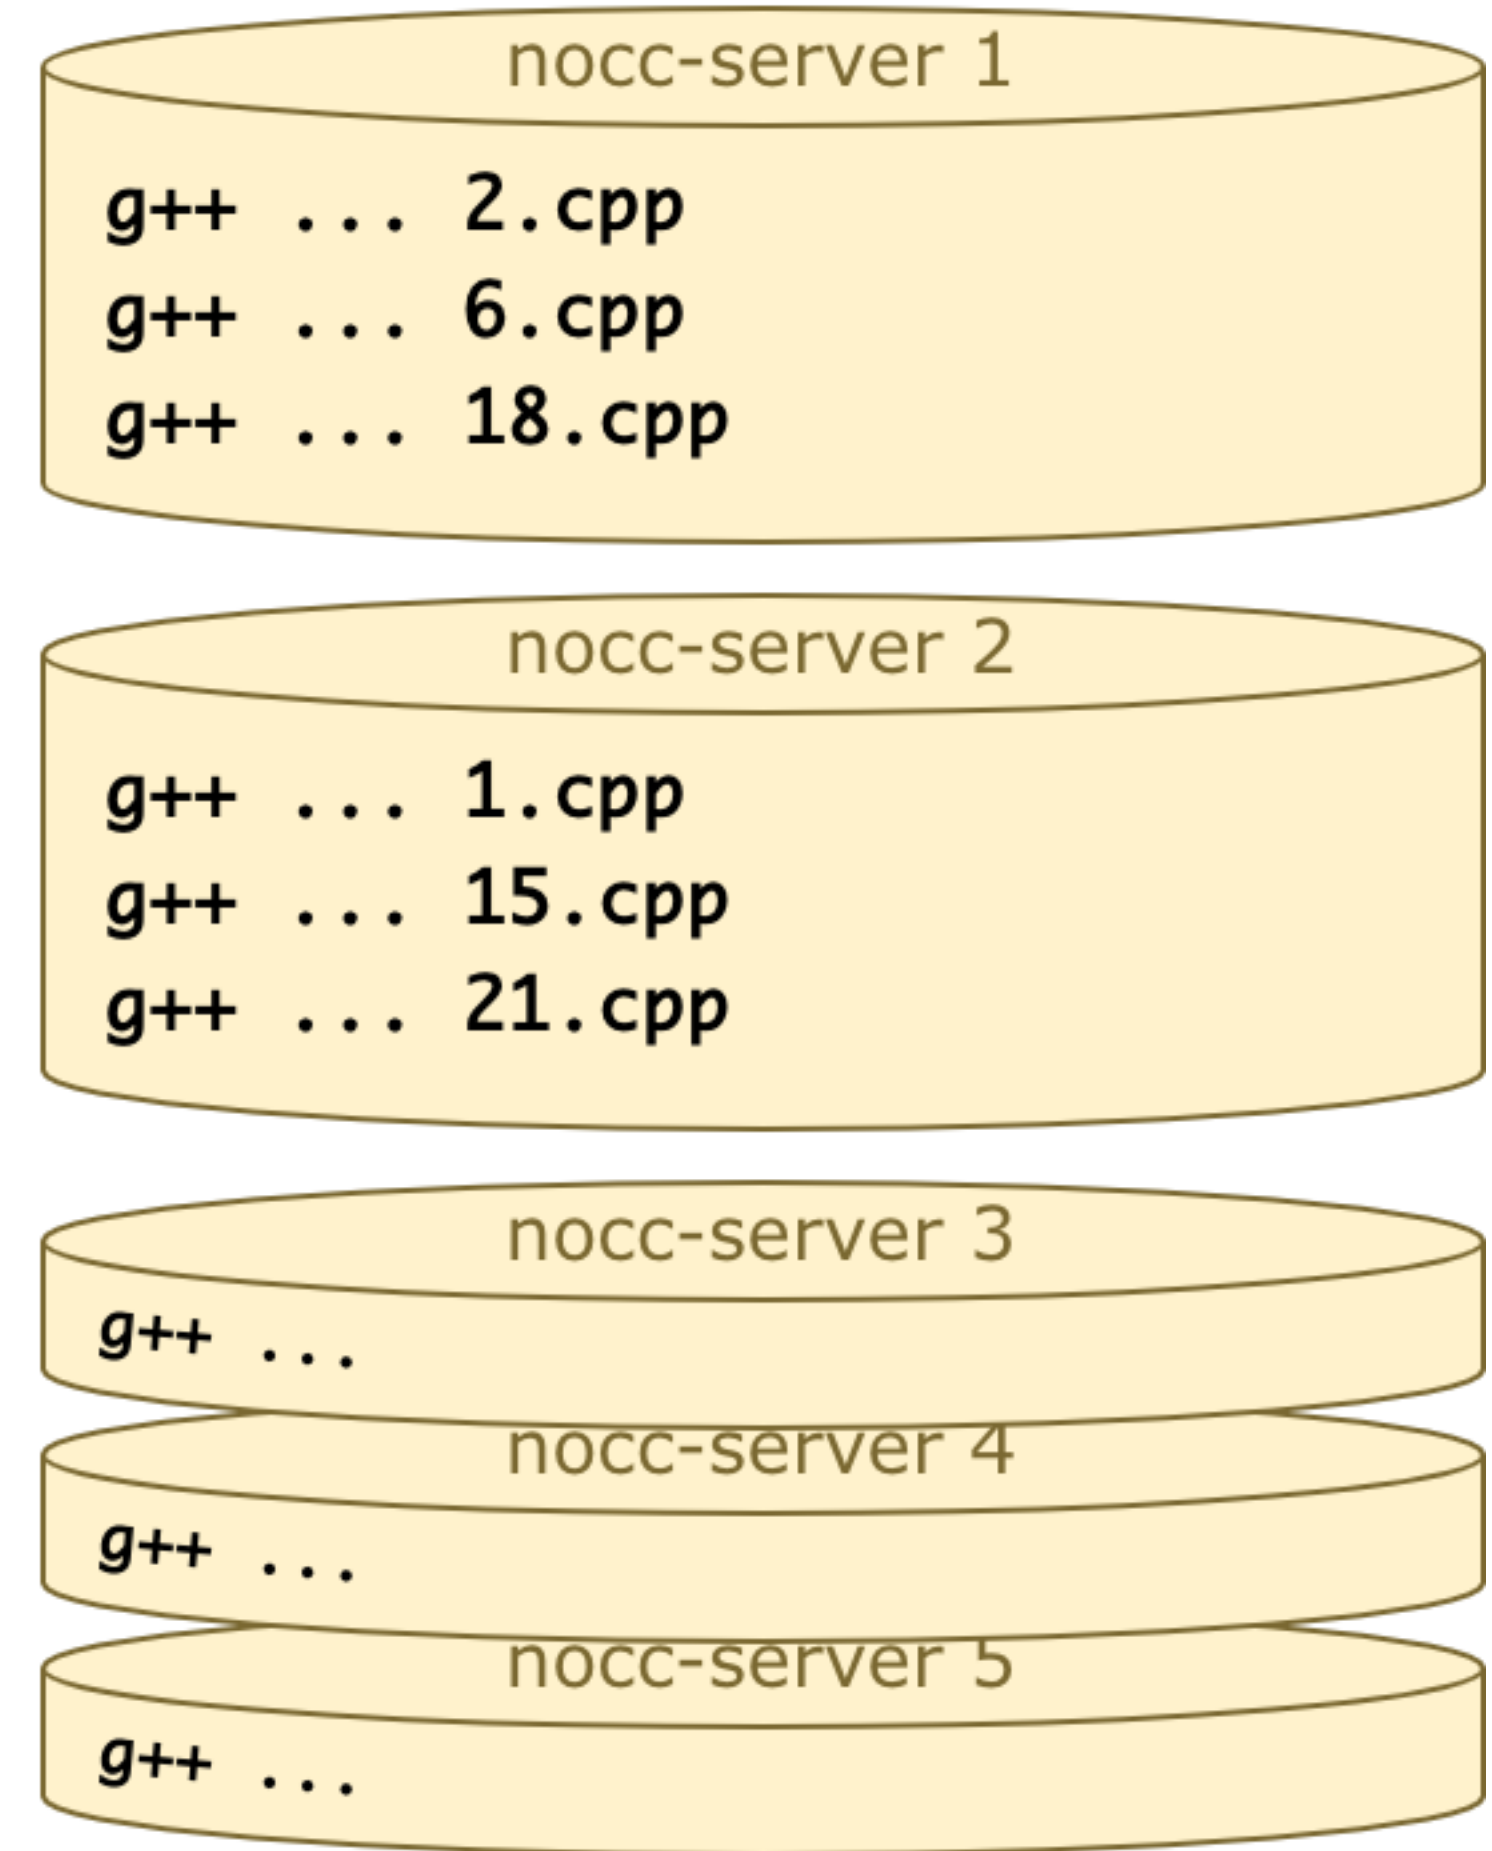 nocc-server 1
g++ ... 2.cpp
g++ ... 6.cpp
g++ ... 18.cpp
nocc-server 2
g++ ... 1.cpp
g++ ... 15.cpp
g++ ... 21.cpp
nocc-server 3
g++ ...
nocc-server 4
g++ ...
nocc-server 5
g++ ...